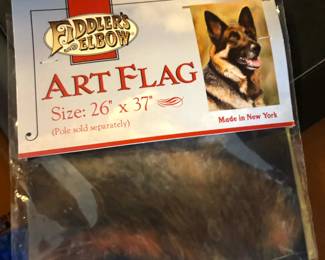 FIDDLER'S
ELBOW
ART FLAG
Size: 26" x 37"
(Pole sold separately)
Made in New York